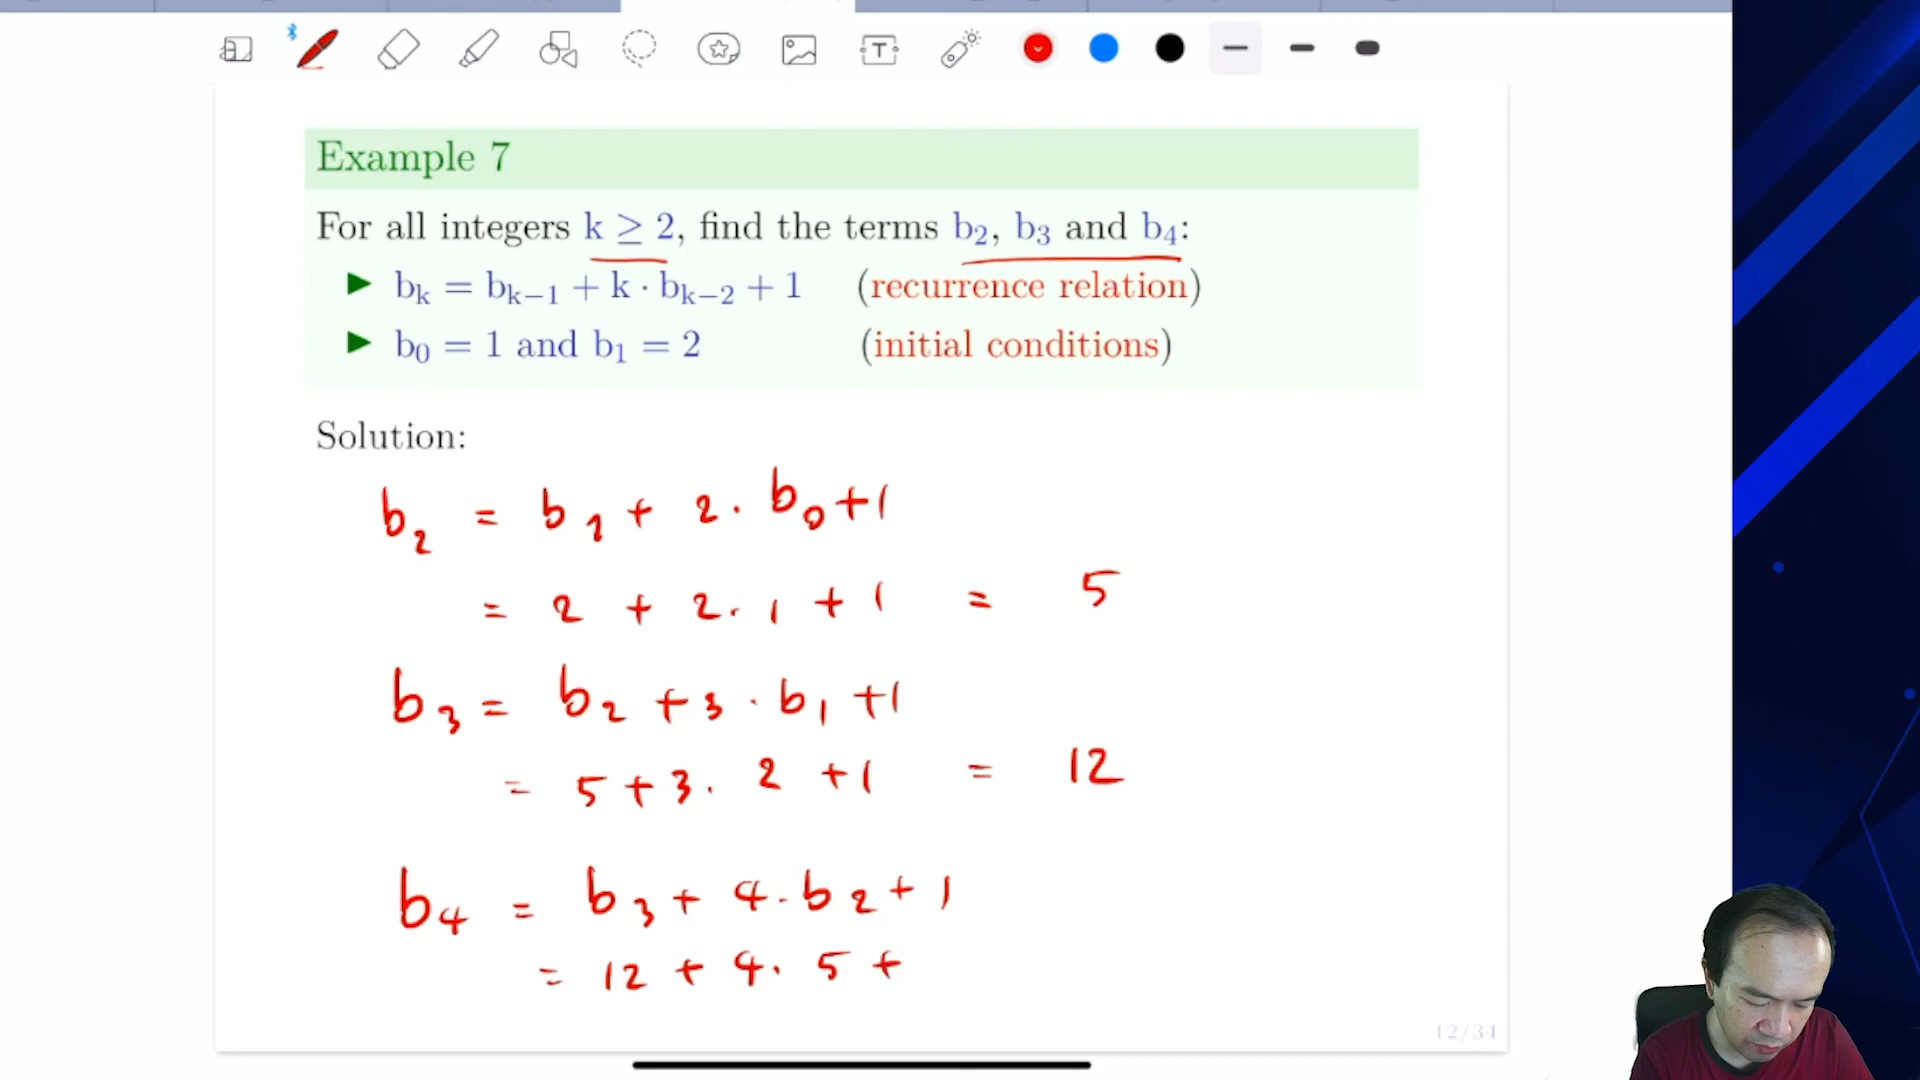 Example 7
For all integers k ≥ 2, find the terms b₂, b₃ and b₄:
▶ bₖ = bₖ₋₁ + k · bₖ₋₂ + 1 (recurrence relation)
▶ b₀ = 1 and b₁ = 2 (initial conditions)
Solution:
b₂ = b₁ + 2 . b₀ + 1
= 2 + 2 . 1 + 1 = 5
b₃ = b₂ + 3 . b₁ + 1
= 5 + 3 . 2 + 1 = 12
b₄ = b₃ + 4 . b₂ + 1
= 12 + 4 . 5 +
12/34